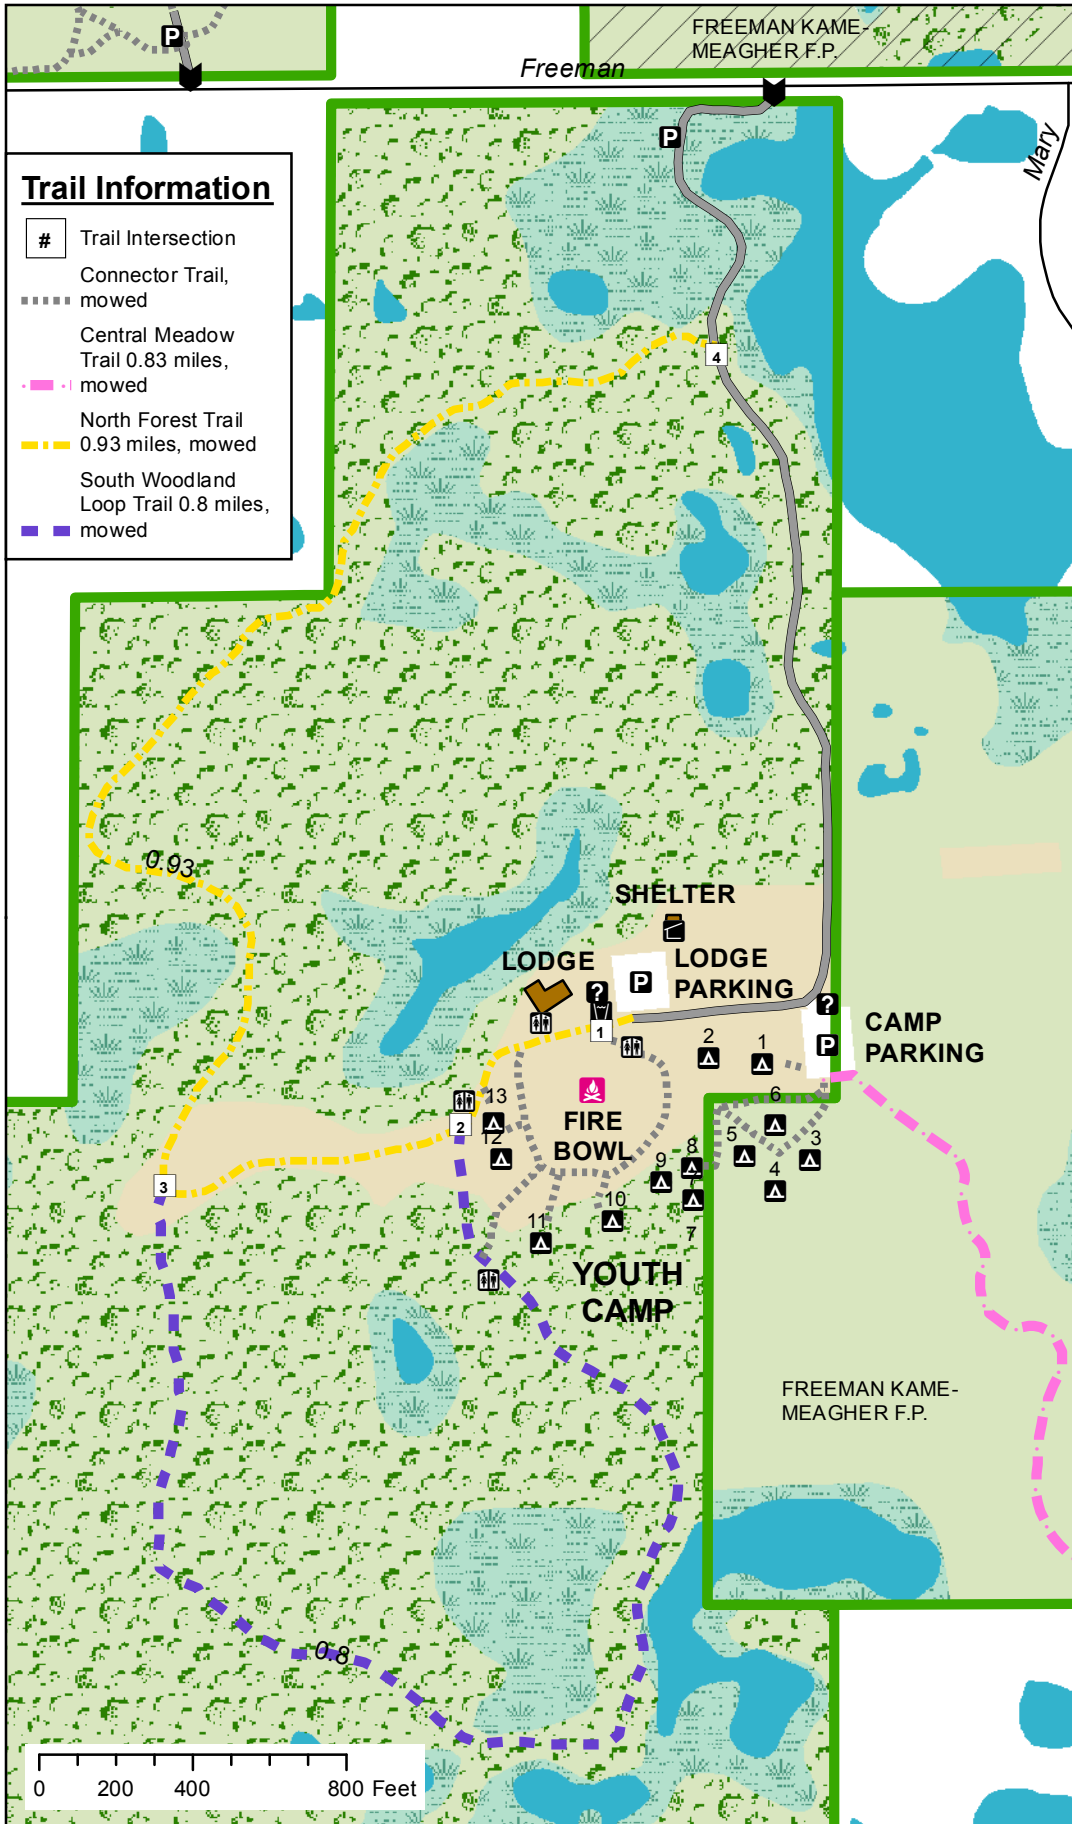 P
FREEMAN KAME-
MEAGHER F.P.
Freeman
P
Mary
Trail Information
# Trail Intersection
Connector Trail,
mowed
Central Meadow
Trail 0.83 miles,
mowed
North Forest Trail
0.93 miles, mowed
South Woodland
Loop Trail 0.8 miles,
mowed
4
0.93
SHELTER
LODGE
LODGE
PARKING
P
?
?
1
CAMP
PARKING
P
2
1
13
2
12
FIRE
BOWL
6
5
3
4
8
9
7
10
11
3
YOUTH
CAMP
FREEMAN KAME-
MEAGHER F.P.
0.8
0 200 400 800 Feet